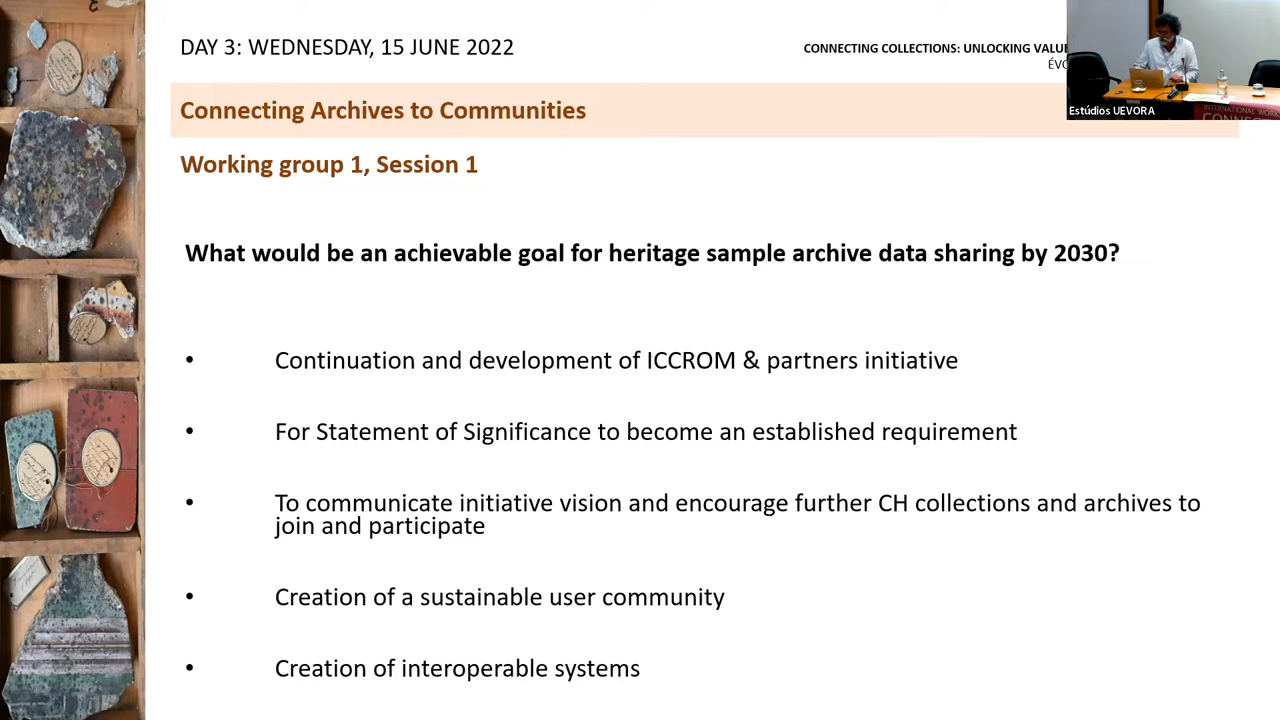 DAY 3: WEDNESDAY, 15 JUNE 2022
CONNECTING COLLECTIONS: UNLOCKING
Estúdios UEVORA
INTERNATIONAL
Connecting Archives to Communities
Working group 1, Session 1
What would be an achievable goal for heritage sample archive data sharing by 2030?
• Continuation and development of ICCROM & partners initiative
• For Statement of Significance to become an established requirement
• To communicate initiative vision and encourage further CH collections and archives to
join and participate
• Creation of a sustainable user community
• Creation of interoperable systems